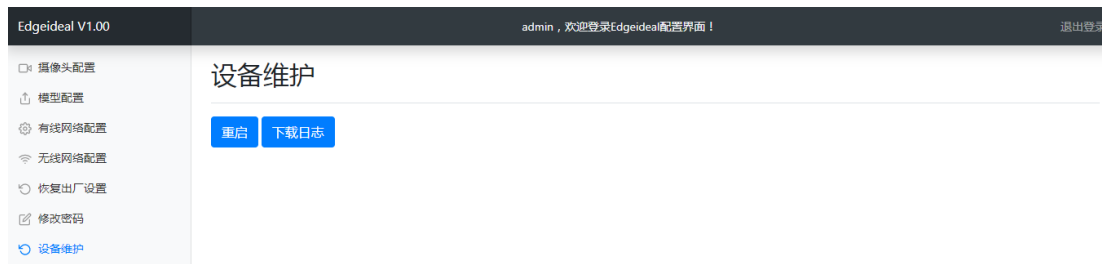 Edgeideal V1.00
admin，欢迎登录Edgeideal配置界面！
退出登录
摄像头配置
模型配置
有线网络配置
无线网络配置
恢复出厂设置
修改密码
设备维护
设备维护
重启
下载日志